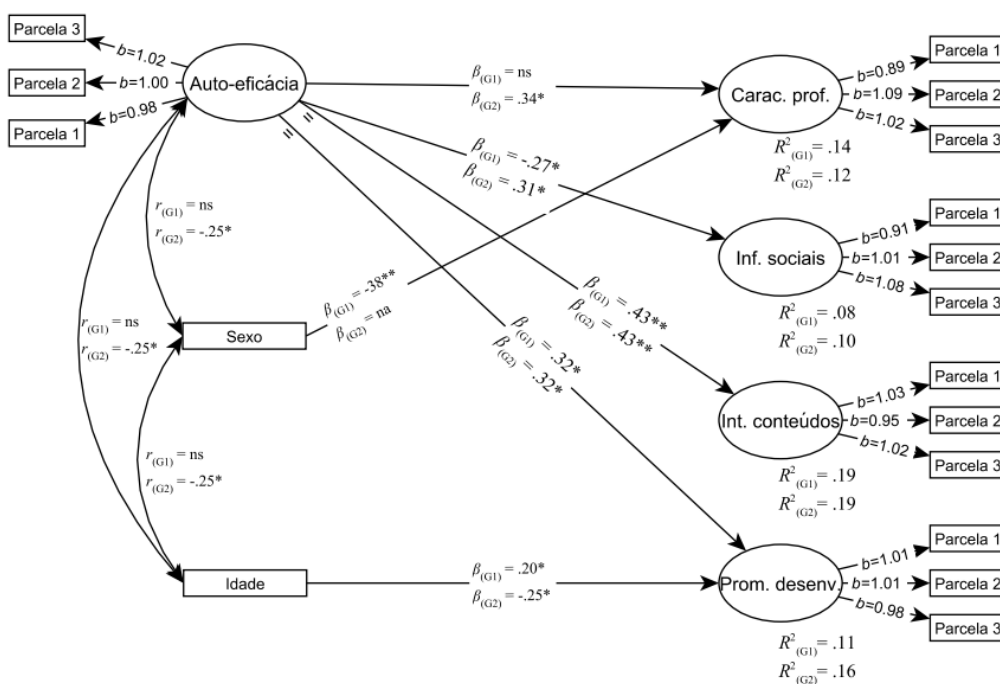 Parcela 3
Parcela 2
Parcela 1
b=1.02
b=1.00
b=0.98
Auto-eficácia
=
=
β(G1) = ns
β(G2) = .34*
Carac. prof.
b=0.89
b=1.09
b=1.02
Parcela 1
Parcela 2
Parcela 3
R²(G1)= .14
R²(G2)= .12
β(G1) = -.27*
β(G2) = .31*
Inf. sociais
b=0.91
b=1.01
b=1.08
Parcela 1
Parcela 2
Parcela 3
R²(G1)= .08
R²(G2)= .10
r(G1) = ns
r(G2) = -.25*
r(G1) = ns
r(G2) = -.25*
Sexo
β(G1) = -38**
β(G2) = na
β(G1) = .43**
β(G2) = .43**
β(G1) = .32*
β(G2) = .32*
Int. conteúdos
b=1.03
b=0.95
b=1.02
Parcela 1
Parcela 2
Parcela 3
R²(G1)= .19
R²(G2)= .19
r(G1) = ns
r(G2) = -.25*
Idade
β(G1) = .20*
β(G2) = -.25*
Prom. desenv.
b=1.01
b=1.01
b=0.98
Parcela 1
Parcela 2
Parcela 3
R²(G1)= .11
R²(G2)= .16